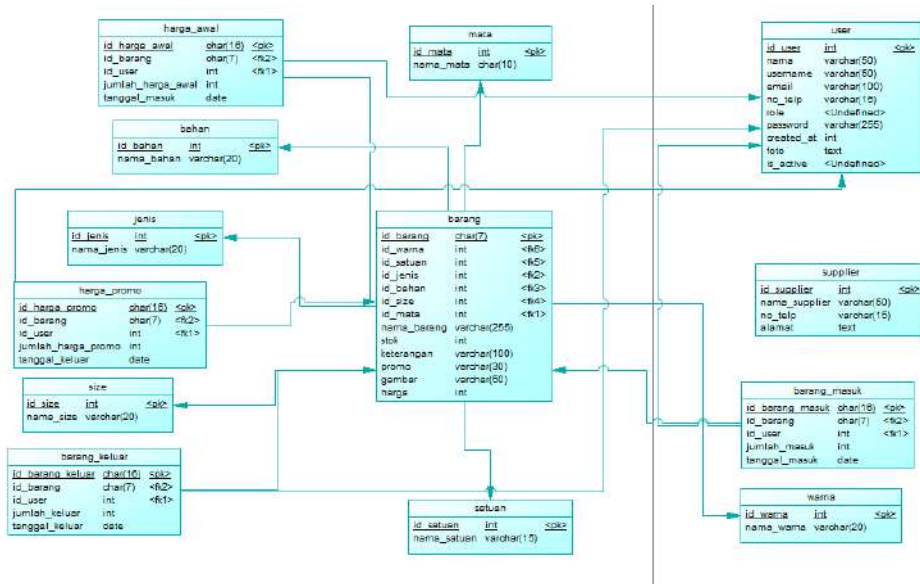 harga_awal
id_harga_awal char(16) <pk>
id_barang char(7) <fk2>
id_user int <fk1>
jumlah_harga_awal int
tanggal_masuk date
mata
id_mata int <pk>
nama_mata char(10)
user
id_user int <pk>
nama varchar(50)
username varchar(50)
email varchar(100)
no_telp varchar(16)
role <Undefined>
password varchar(255)
created_at int
foto text
is_active <Undefined>
bahan
id_bahan int <pk>
nama_bahan varchar(20)
jenis
id_jenis int <pk>
nama_jenis varchar(20)
barang
id_barang char(7) <pk>
id_warna int <fk6>
id_satuan int <fk5>
id_jenis int <fk2>
id_bahan int <fk3>
id_size int <fk4>
id_mata int <fk1>
nama_barang varchar(255)
stok int
keterangan varchar(100)
promo varchar(30)
gambar varchar(50)
harga int
supplier
id_supplier int <pk>
nama_supplier varchar(50)
no_telp varchar(15)
alamat text
harga_promo
id_harga_promo char(16) <pk>
id_barang char(7) <fk2>
id_user int <fk1>
jumlah_harga_promo int
tanggal_keluar date
size
id_size int <pk>
nama_size varchar(20)
barang_masuk
id_barang_masuk char(16) <pk>
id_barang char(7) <fk2>
id_user int <fk1>
jumlah_masuk int
tanggal_masuk date
barang_keluar
id_barang_keluar char(16) <pk>
id_barang char(7) <fk2>
id_user int <fk1>
jumlah_keluar int
tanggal_keluar date
satuan
id_satuan int <pk>
nama_satuan varchar(15)
warna
id_warna int <pk>
nama_warna varchar(20)